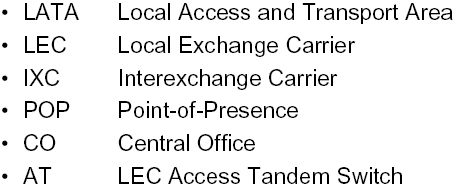 • LATA Local Access and Transport Area
• LEC Local Exchange Carrier
• IXC Interexchange Carrier
• POP Point-of-Presence
• CO Central Office
• AT LEC Access Tandem Switch